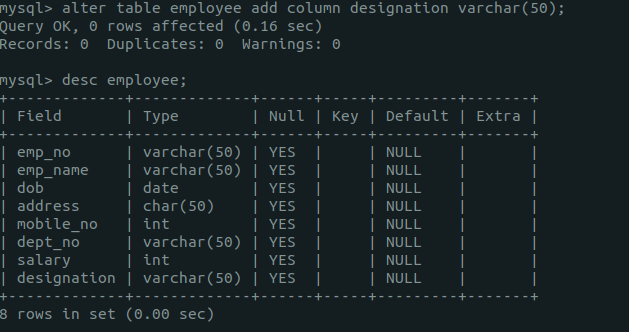 mysql> alter table employee add column designation varchar(50);
Query OK, 0 rows affected (0.16 sec)
Records: 0  Duplicates: 0  Warnings: 0

mysql> desc employee;
+-------------+-------------+------+-----+---------+-------+
| Field       | Type        | Null | Key | Default | Extra |
+-------------+-------------+------+-----+---------+-------+
| emp_no      | varchar(50) | YES  |     | NULL    |       |
| emp_name    | varchar(50) | YES  |     | NULL    |       |
| dob         | date        | YES  |     | NULL    |       |
| address     | char(50)    | YES  |     | NULL    |       |
| mobile_no   | int         | YES  |     | NULL    |       |
| dept_no     | varchar(50) | YES  |     | NULL    |       |
| salary      | int         | YES  |     | NULL    |       |
| designation | varchar(50) | YES  |     | NULL    |       |
+-------------+-------------+------+-----+---------+-------+
8 rows in set (0.00 sec)